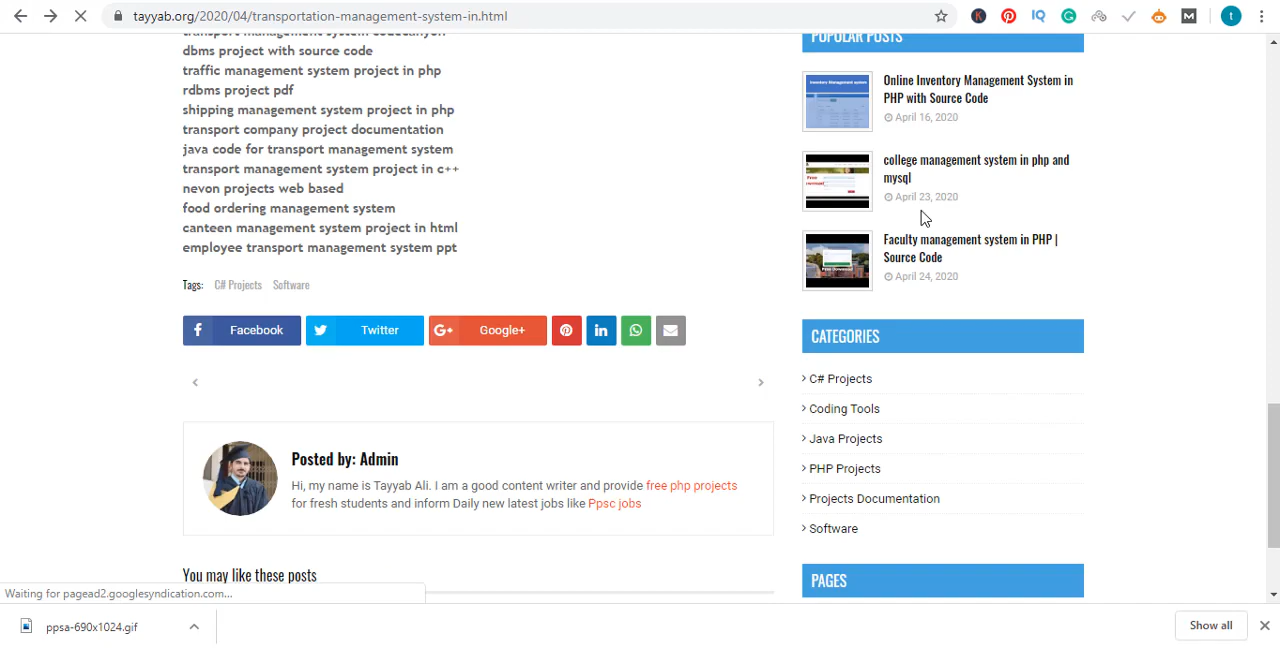 tayyab.org/2020/04/transportation-management-system-in.html
K
IQ
G
M
t
transport management system codecanyon
dbms project with source code
traffic management system project in php
rdbms project pdf
shipping management system project in php
transport company project documentation
java code for transport management system
transport management system project in c++
nevon projects web based
food ordering management system
canteen management system project in html
employee transport management system ppt
Tags: C# Projects Software
Facebook
Twitter
Google+
Posted by: Admin
Hi, my name is Tayyab Ali. I am a good content writer and provide free php projects
for fresh students and inform Daily new latest jobs like Ppsc jobs
You may like these posts
POPULAR POSTS
Online Inventory Management System in
PHP with Source Code
April 16, 2020
college management system in php and
mysql
April 23, 2020
Faculty management system in PHP |
Source Code
April 24, 2020
CATEGORIES
C# Projects
Coding Tools
Java Projects
PHP Projects
Projects Documentation
Software
PAGES
Waiting for pagead2.googlesyndication.com...
ppsa-690x1024.gif
Show all